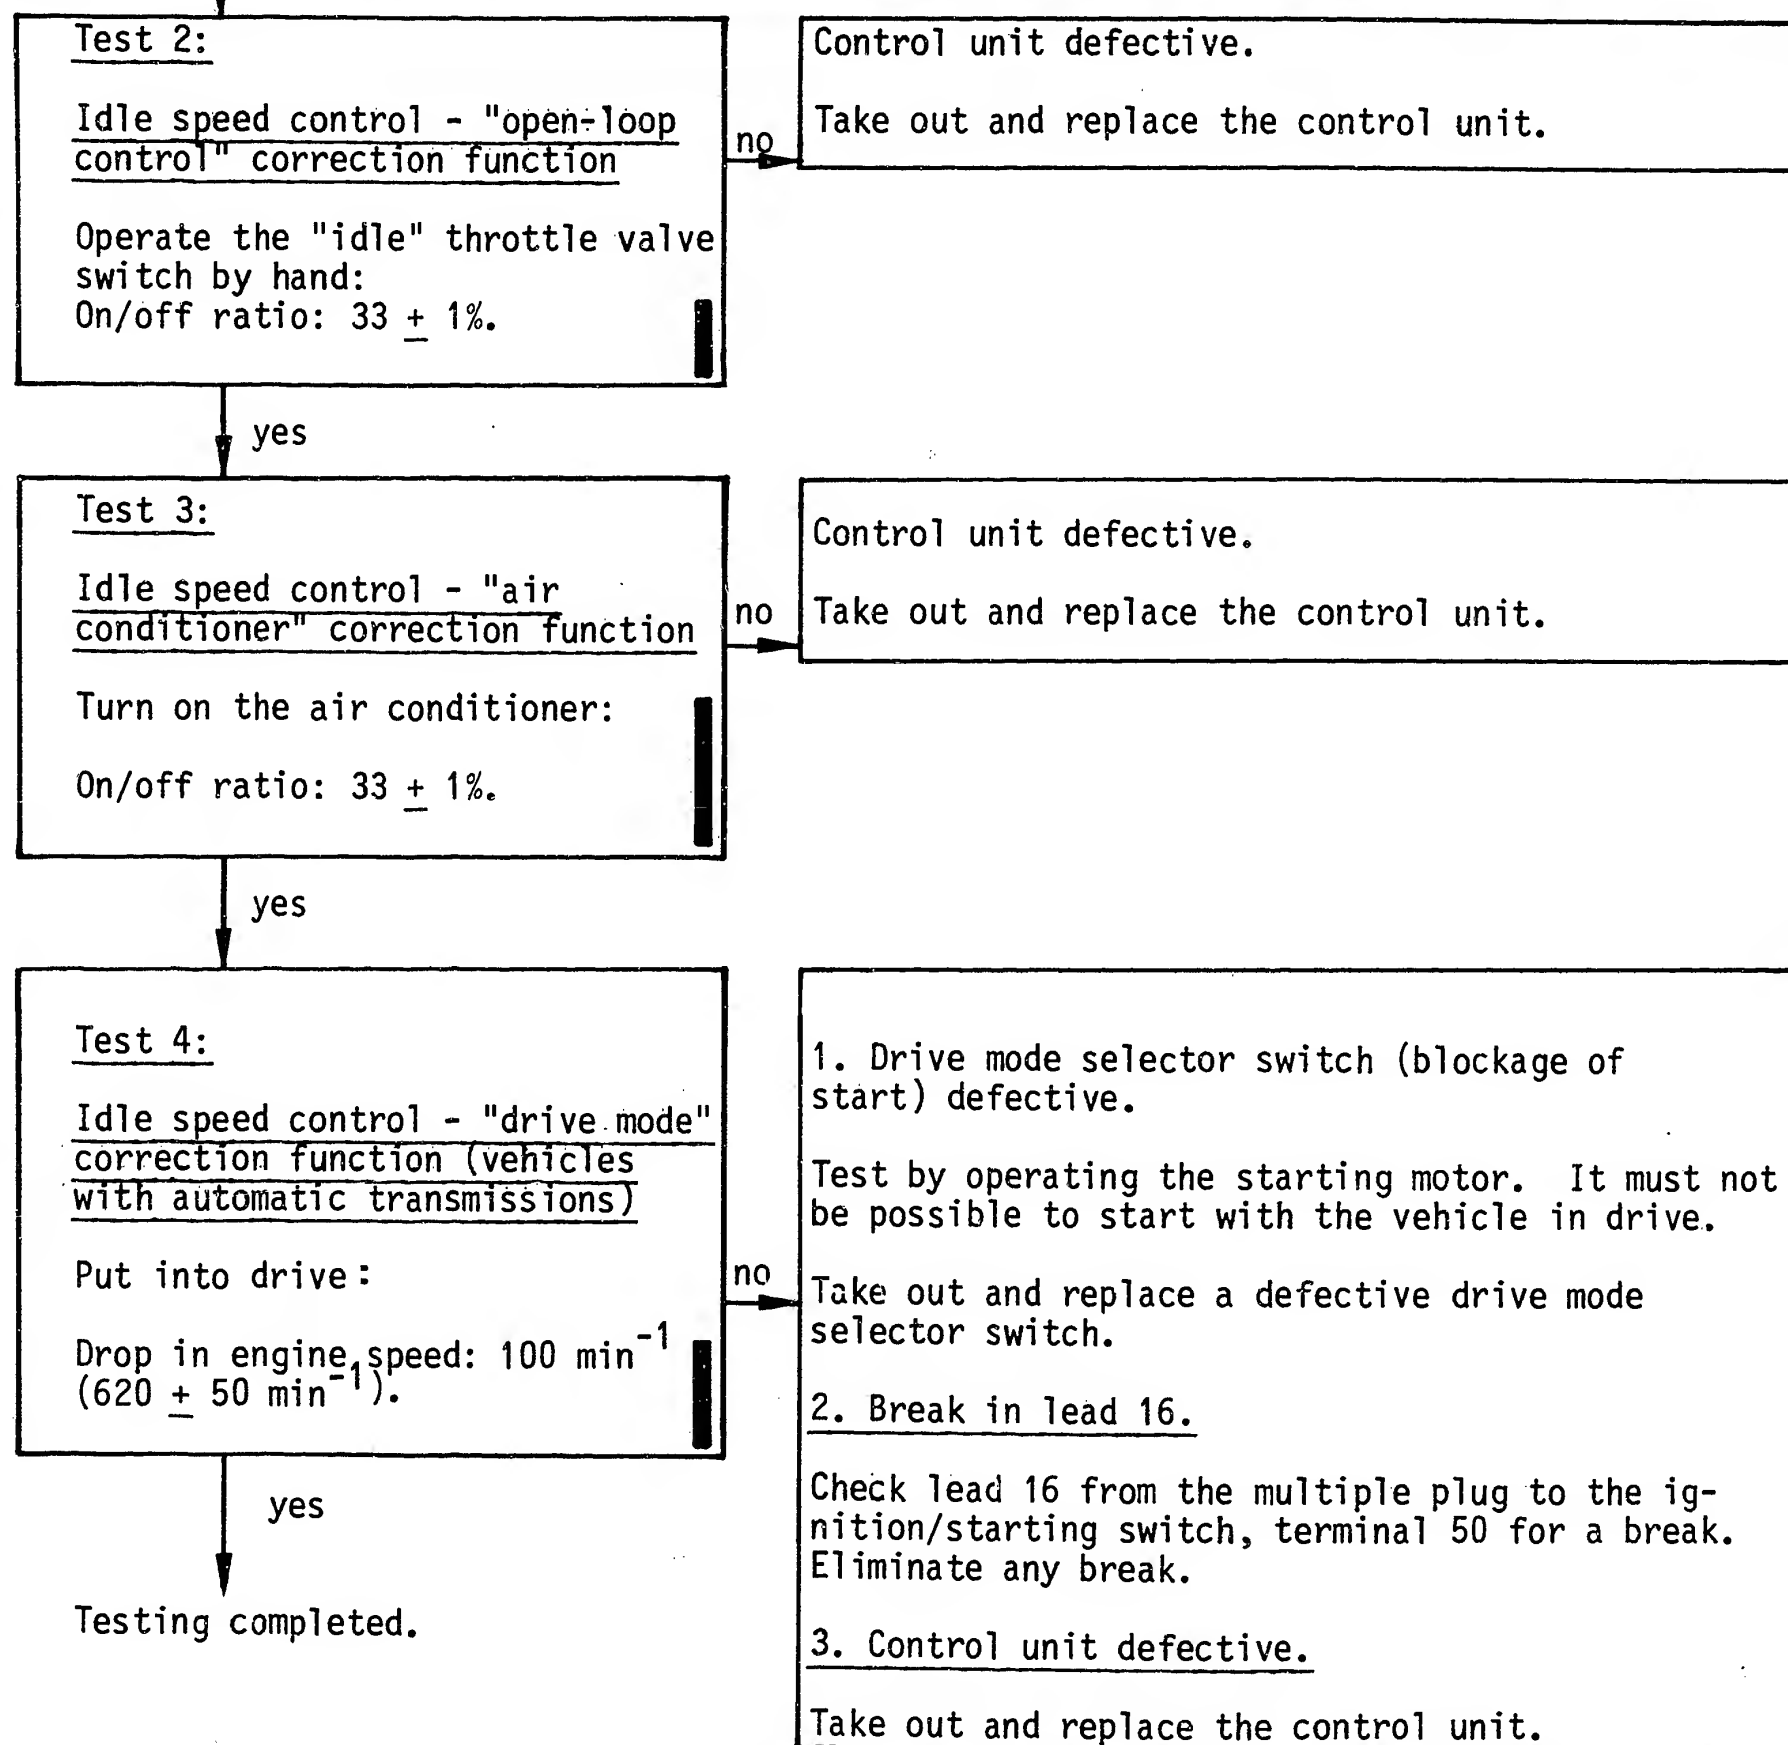 Test 2:
Idle speed control - "open-loop
control" correction function
Operate the "idle" throttle valve
switch by hand:
On/off ratio: 33 ± 1%.
no
Control unit defective.
Take out and replace the control unit.
yes
Test 3:
Idle speed control - "air
conditioner" correction function
Turn on the air conditioner:
On/off ratio: 33 ± 1%.
no
Control unit defective.
Take out and replace the control unit.
yes
Test 4:
Idle speed control - "drive mode"
correction function (vehicles
with automatic transmissions)
Put into drive:
Drop in engine speed: 100 min⁻¹
(620 ± 50 min⁻¹).
no
1. Drive mode selector switch (blockage of
start) defective.
Test by operating the starting motor. It must not
be possible to start with the vehicle in drive.
Take out and replace a defective drive mode
selector switch.
2. Break in lead 16.
Check lead 16 from the multiple plug to the ig-
nition/starting switch, terminal 50 for a break.
Eliminate any break.
3. Control unit defective.
Take out and replace the control unit.
yes
Testing completed.